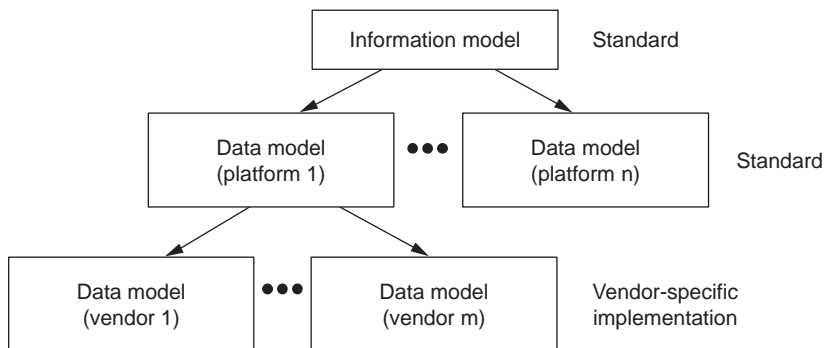 Information model
Standard
Data model
(platform 1)
Data model
(platform n)
Standard
Data model
(vendor 1)
Data model
(vendor m)
Vendor-specific
implementation